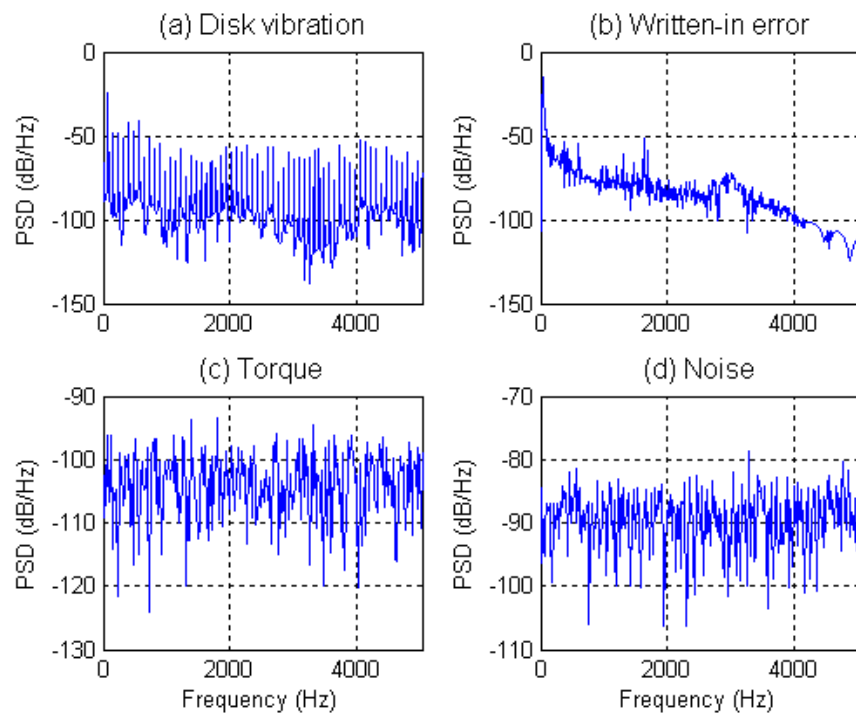 (a) Disk vibration
0
-50
-100
-150
PSD (dB/Hz)
0 2000 4000
(b) Written-in error
0
-50
-100
-150
PSD (dB/Hz)
0 2000 4000
(c) Torque
-90
-100
-110
-120
-130
PSD (dB/Hz)
0 2000 4000
Frequency (Hz)
(d) Noise
-70
-80
-90
-100
-110
PSD (dB/Hz)
0 2000 4000
Frequency (Hz)